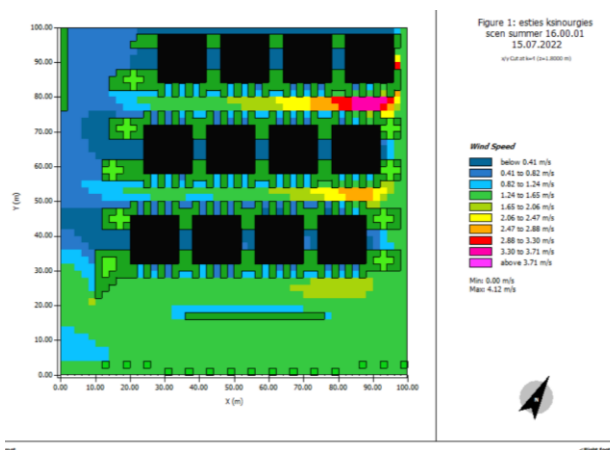 Figure 1: esties ksinourgies
scen summer 16.00.01
15.07.2022
x/y Cut at k=4 (z=1.8000 m)
100.00
90.00
80.00
70.00
60.00
50.00
40.00
30.00
20.00
10.00
0.00
Y (m)
0.00 10.00 20.00 30.00 40.00 50.00 60.00 70.00 80.00 90.00 100.00
X (m)
Wind Speed
below 0.41 m/s
0.41 to 0.82 m/s
0.82 to 1.24 m/s
1.24 to 1.65 m/s
1.65 to 2.06 m/s
2.06 to 2.47 m/s
2.47 to 2.88 m/s
2.88 to 3.30 m/s
3.30 to 3.71 m/s
above 3.71 m/s
Min: 0.00 m/s
Max: 4.12 m/s
N